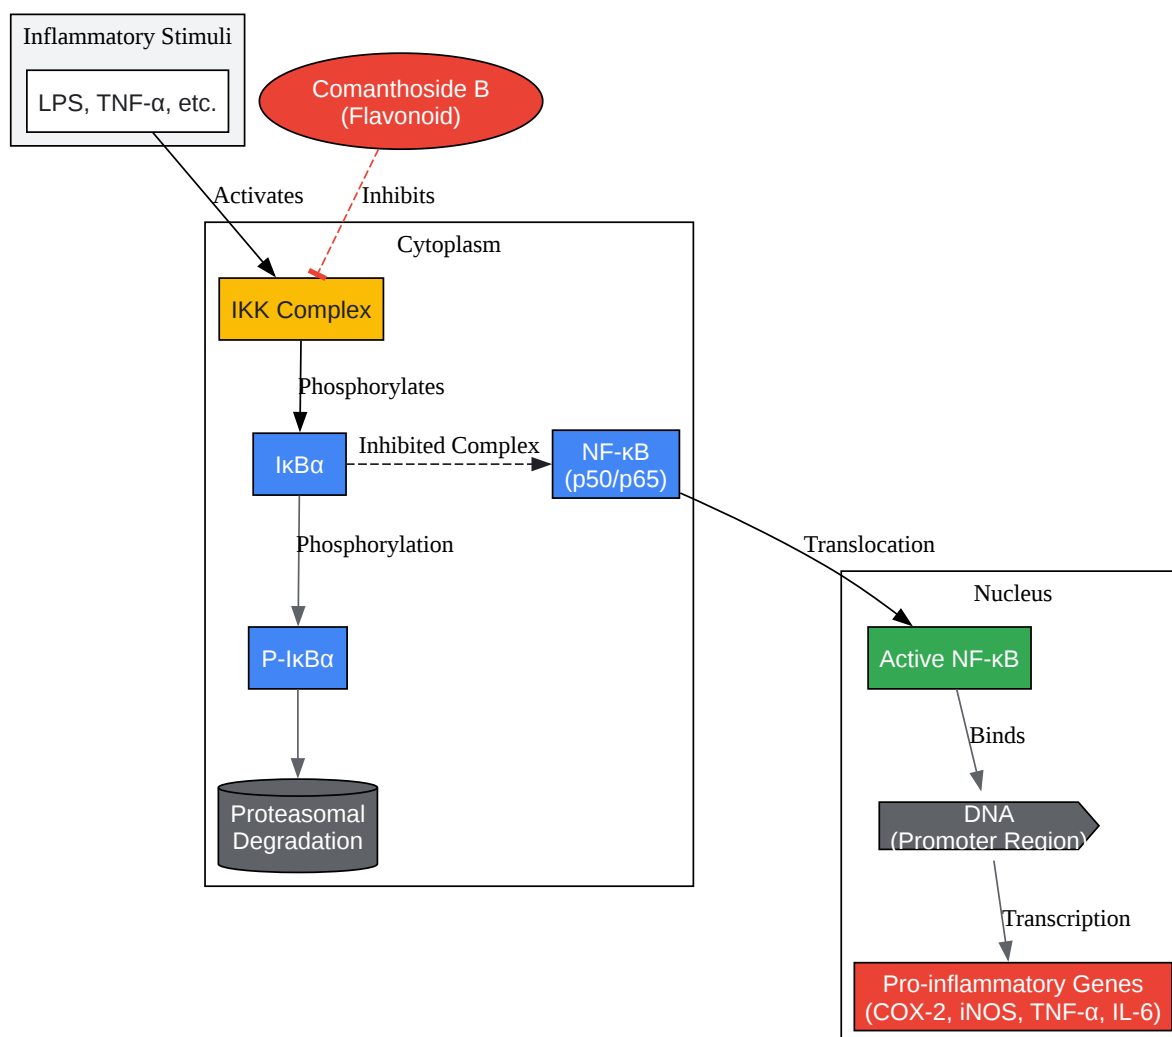 Inflammatory Stimuli
LPS, TNF-α, etc.
Comanthoside B
(Flavonoid)
Activates
Inhibits
Cytoplasm
IKK Complex
Phosphorylates
IκBα
Inhibited Complex
NF-κB
(p50/p65)
Phosphorylation
Translocation
Nucleus
P-IκBα
Active NF-κB
Binds
Proteasomal
Degradation
DNA
(Promoter Region)
Transcription
Pro-inflammatory Genes
(COX-2, iNOS, TNF-α, IL-6)